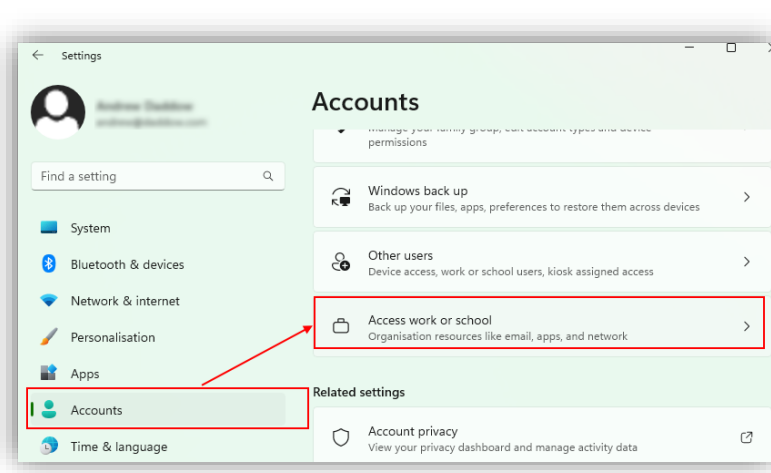 Settings
Accounts
permissions
Find a setting
Windows back up
Back up your files, apps, preferences to restore them across devices
System
Other users
Device access, work or school users, kiosk assigned access
Bluetooth & devices
Network & internet
Access work or school
Organisation resources like email, apps, and network
Personalisation
Apps
Related settings
Accounts
Account privacy
View your privacy dashboard and manage activity data
Time & language